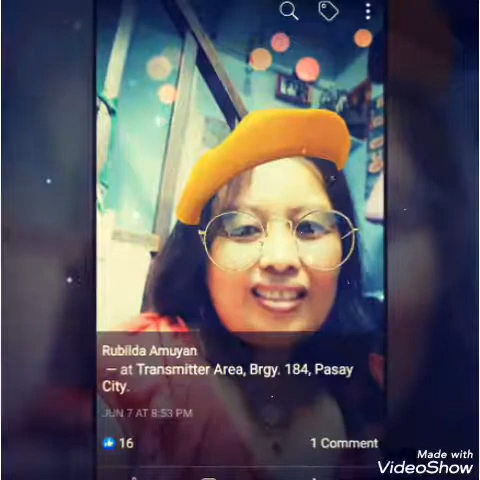 Rubilda Amuyan
— at Transmitter Area, Brgy. 184, Pasay
City.
JUN 7 AT 8:53 PM
16
1 Comment
Made with
VideoShow